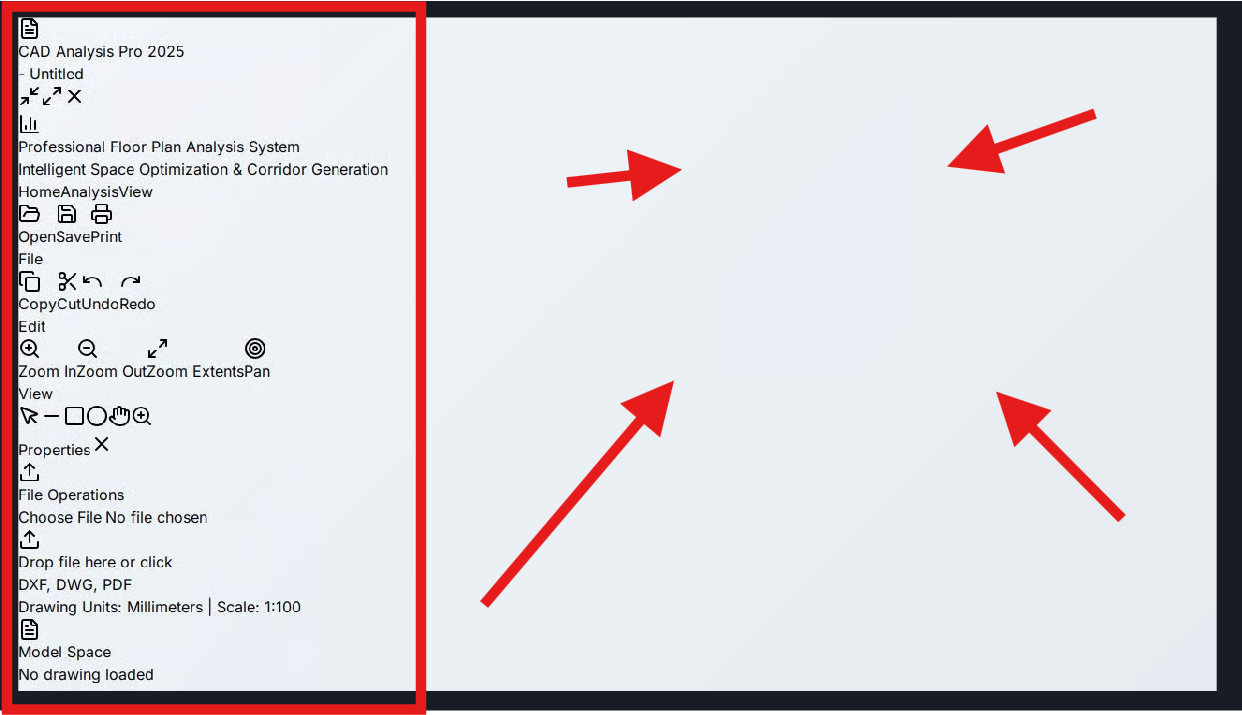 CAD Analysis Pro 2025
- Untitled
Professional Floor Plan Analysis System
Intelligent Space Optimization & Corridor Generation
HomeAnalysisView
OpenSavePrint
File
CopyCutUndoRedo
Edit
Zoom InZoom OutZoom ExtentsPan
View
Properties
File Operations
Choose File No file chosen
Drop file here or click
DXF, DWG, PDF
Drawing Units: Millimeters | Scale: 1:100
Model Space
No drawing loaded